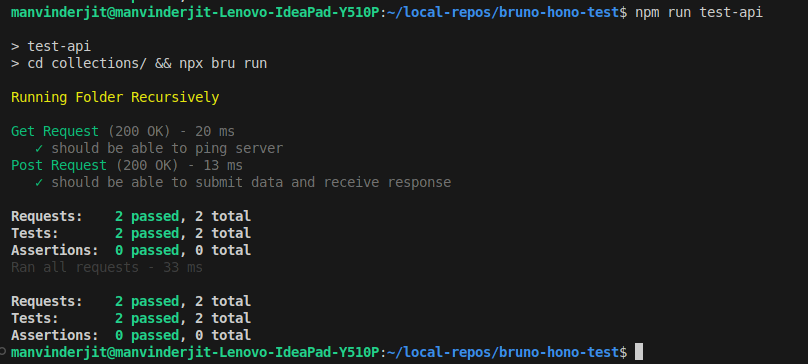 manvinderjit@manvinderjit-Lenovo-IdeaPad-Y510P:~/local-repos/bruno-hono-test$ npm run test-api
> test-api
> cd collections/ && npx bru run
Running Folder Recursively
Get Request (200 OK) - 20 ms
✓ should be able to ping server
Post Request (200 OK) - 13 ms
✓ should be able to submit data and receive response
Requests: 2 passed, 2 total
Tests: 2 passed, 2 total
Assertions: 0 passed, 0 total
Ran all requests - 33 ms
Requests: 2 passed, 2 total
Tests: 2 passed, 2 total
Assertions: 0 passed, 0 total
manvinderjit@manvinderjit-Lenovo-IdeaPad-Y510P:~/local-repos/bruno-hono-test$